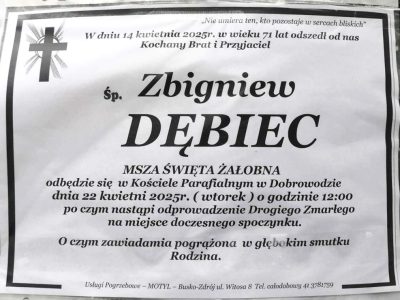 „Nie umiera ten, kto pozostaje w sercach bliskich”
W dniu 14 kwietnia 2025r. w wieku 71 lat odszedł od nas
Kochany Brat i Przyjaciel
Śp. Zbigniew
DĘBIEC
MSZA ŚWIĘTA ŻAŁOBNA
odbędzie się w Kościele Parafialnym w Dobrowodzie
dnia 22 kwietni 2025r. ( wtorek ) o godzinie 12:00
po czym nastąpi odprowadzenie Drogiego Zmarłego
na miejsce doczesnego spoczynku.
O czym zawiadamia pogrążona w głębokim smutku
Rodzina.
Usługi Pogrzebowe – MOTYL – Busko-Zdrój ul. Witosa 8 Tel. całodobowy 41 3781759